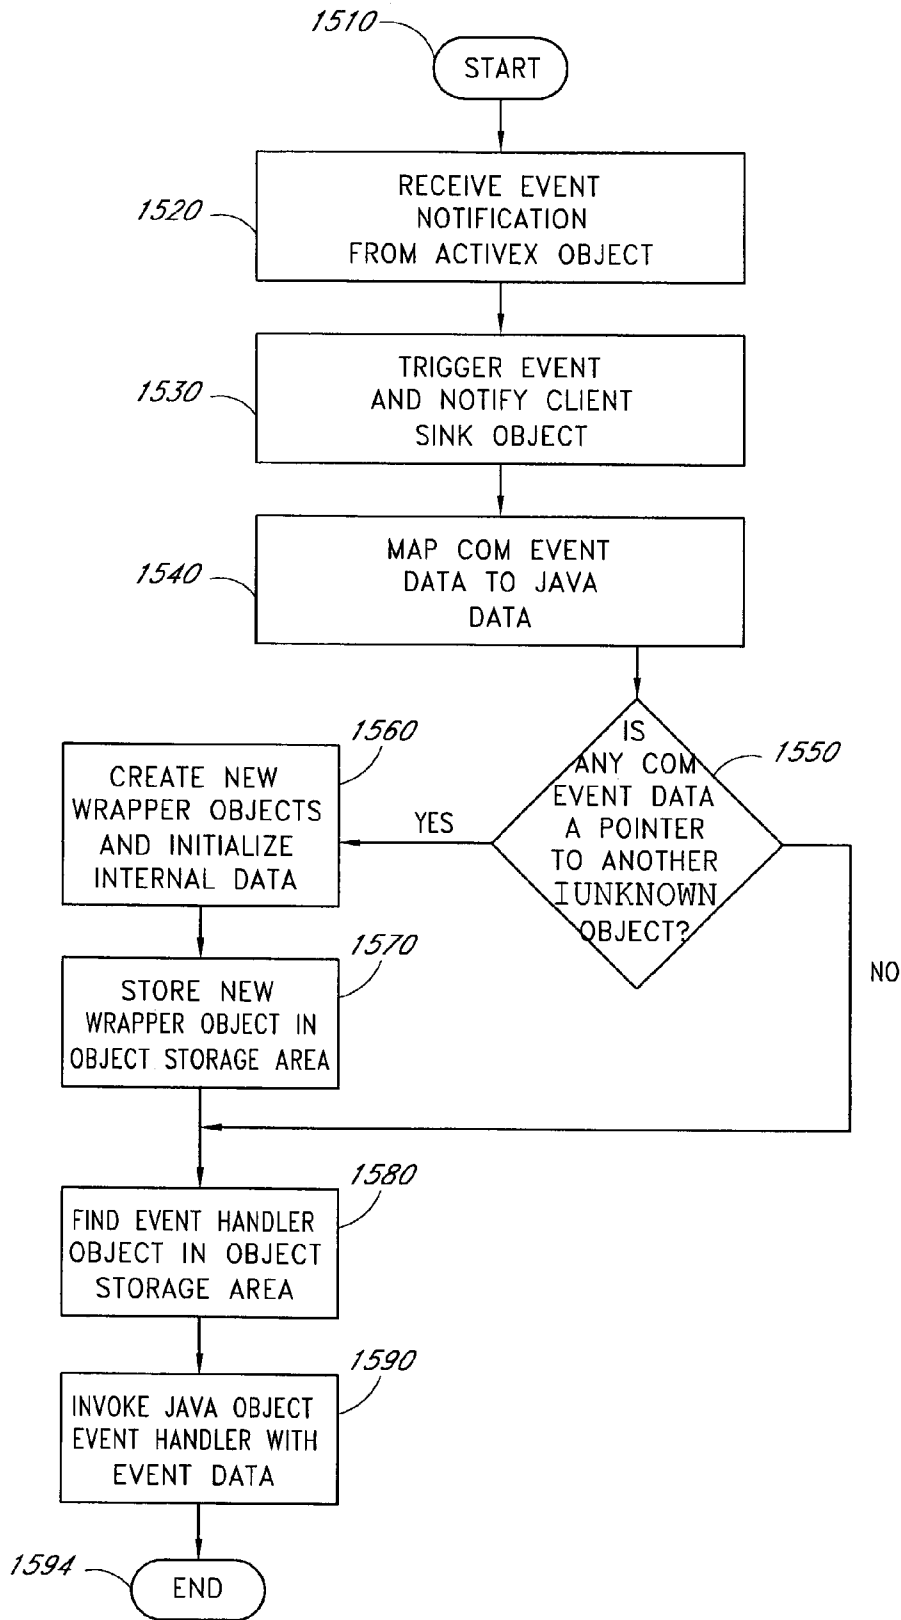 1510
START
RECEIVE EVENT
NOTIFICATION
FROM ACTIVEX OBJECT
1520
TRIGGER EVENT
AND NOTIFY CLIENT
SINK OBJECT
1530
MAP COM EVENT
DATA TO JAVA
DATA
1540
IS
ANY COM
EVENT DATA
A POINTER
TO ANOTHER
IUNKNOWN
OBJECT?
1550
YES
NO
1560
CREATE NEW
WRAPPER OBJECTS
AND INITIALIZE
INTERNAL DATA
1570
STORE NEW
WRAPPER OBJECT IN
OBJECT STORAGE AREA
1580
FIND EVENT HANDLER
OBJECT IN OBJECT
STORAGE AREA
1590
INVOKE JAVA OBJECT
EVENT HANDLER WITH
EVENT DATA
1594
END